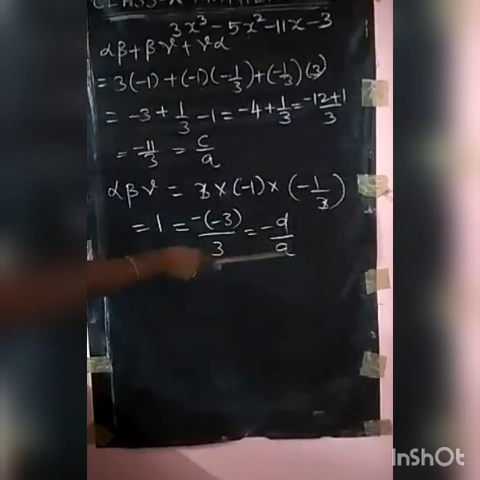 CLASS-X
3x³ - 5x² - 11x - 3
αβ + βγ + γα
= 3(-1) + (-1)(-1/3) + (-1/3)(3)
= -3 + 1/3 - 1 = -4 + 1/3 = -12+1/3
= -11/3 = c/a
αβγ = 3 × (-1) × (-1/3)
= 1 = -(-3)/3 = -d/a
InShOt